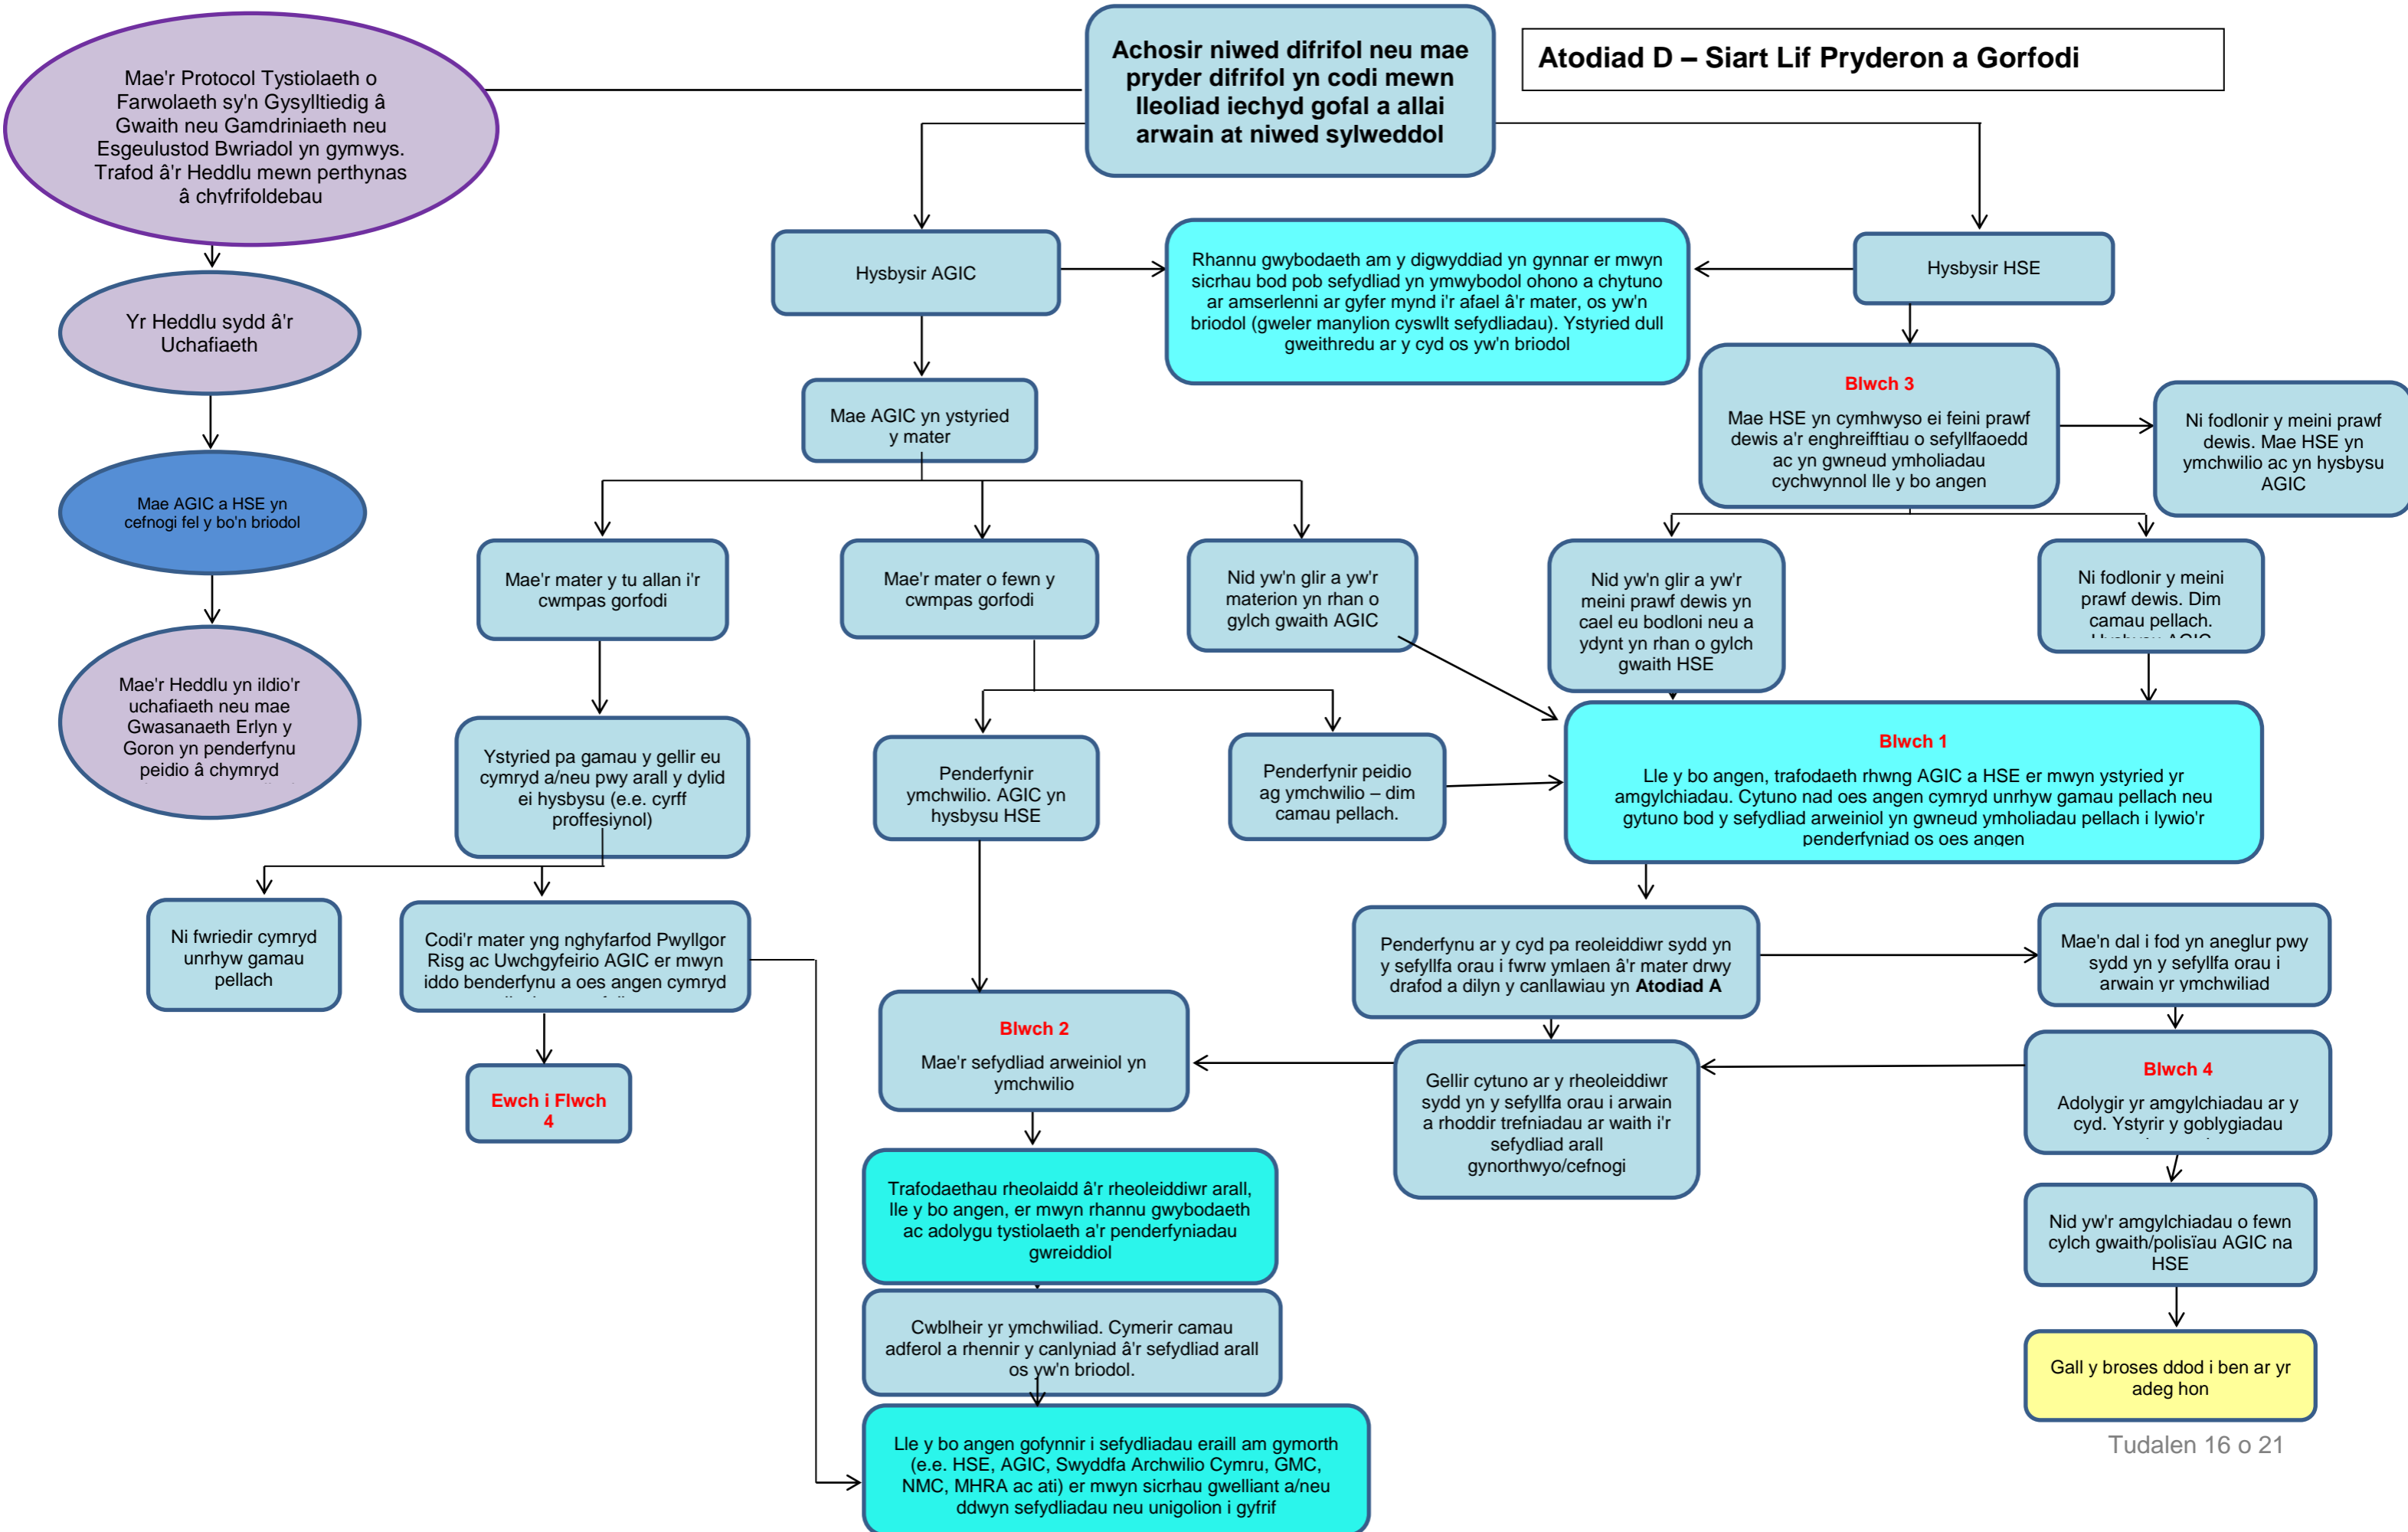 Atodiad D – Siart Lif Pryderon a Gorfodi
Achosir niwed difrifol neu mae
pryder difrifol yn codi mewn
lleoliad iechyd gofal a allai
arwain at niwed sylweddol
Mae'r Protocol Tystiolaeth o
Farwolaeth sy'n Gysylltiedig â
Gwaith neu Gamdriniaeth neu
Esgeulustod Bwriadol yn gymwys.
Trafod â'r Heddlu mewn perthynas
â chyfrifoldebau
Yr Heddlu sydd â'r
Uchafiaeth
Mae AGIC a HSE yn
cefnogi fel y bo'n briodol
Mae'r Heddlu yn ildio'r
uchafiaeth neu mae
Gwasanaeth Erlyn y
Goron yn penderfynu
peidio â chymryd
Hysbysir AGIC
Rhannu gwybodaeth am y digwyddiad yn gynnar er mwyn
sicrhau bod pob sefydliad yn ymwybodol ohono a chytuno
ar amserlenni ar gyfer mynd i'r afael â'r mater, os yw'n
briodol (gweler manylion cyswllt sefydliadau). Ystyried dull
gweithredu ar y cyd os yw'n briodol
Hysbysir HSE
Mae AGIC yn ystyried
y mater
Blwch 3
Mae HSE yn cymhwyso ei feini prawf
dewis a'r enghreifftiau o sefyllfaoedd
ac yn gwneud ymholiadau
cychwynnol lle y bo angen
Ni fodlonir y meini prawf
dewis. Mae HSE yn
ymchwilio ac yn hysbysu
AGIC
Mae'r mater y tu allan i'r
cwmpas gorfodi
Mae'r mater o fewn y
cwmpas gorfodi
Nid yw'n glir a yw'r
materion yn rhan o
gylch gwaith AGIC
Nid yw'n glir a yw'r
meini prawf dewis yn
cael eu bodloni neu a
ydynt yn rhan o gylch
gwaith HSE
Ni fodlonir y meini
prawf dewis. Dim
camau pellach.
Ystyried pa gamau y gellir eu
cymryd a/neu pwy arall y dylid
ei hysbysu (e.e. cyrff
proffesiynol)
Penderfynir
ymchwilio. AGIC yn
hysbysu HSE
Penderfynir peidio
ag ymchwilio – dim
camau pellach.
Blwch 1
Lle y bo angen, trafodaeth rhwng AGIC a HSE er mwyn ystyried yr
amgylchiadau. Cytuno nad oes angen cymryd unrhyw gamau pellach neu
gytuno bod y sefydliad arweiniol yn gwneud ymholiadau pellach i lywio'r
penderfyniad os oes angen
Ni fwriedir cymryd
unrhyw gamau
pellach
Codi'r mater yng nghyfarfod Pwyllgor
Risg ac Uwchgyfeirio AGIC er mwyn
iddo benderfynu a oes angen cymryd
Ewch i Flwch
4
Penderfynu ar y cyd pa reoleiddiwr sydd yn
y sefyllfa orau i fwrw ymlaen â'r mater drwy
drafod a dilyn y canllawiau yn Atodiad A
Mae'n dal i fod yn aneglur pwy
sydd yn y sefyllfa orau i
arwain yr ymchwiliad
Blwch 2
Mae'r sefydliad arweiniol yn
ymchwilio
Gellir cytuno ar y rheoleiddiwr
sydd yn y sefyllfa orau i arwain
a rhoddir trefniadau ar waith i'r
sefydliad arall
gynorthwyo/cefnogi
Blwch 4
Adolygir yr amgylchiadau ar y
cyd. Ystyrir y goblygiadau
Trafodaethau rheolaidd â'r rheoleiddiwr arall,
lle y bo angen, er mwyn rhannu gwybodaeth
ac adolygu tystiolaeth a'r penderfyniadau
gwreiddiol
Nid yw'r amgylchiadau o fewn
cylch gwaith/polisïau AGIC na
HSE
Cwblheir yr ymchwiliad. Cymerir camau
adferol a rhennir y canlyniad â'r sefydliad arall
os yw'n briodol.
Gall y broses ddod i ben ar yr
adeg hon
Lle y bo angen gofynnir i sefydliadau eraill am gymorth
(e.e. HSE, AGIC, Swyddfa Archwilio Cymru, GMC,
NMC, MHRA ac ati) er mwyn sicrhau gwelliant a/neu
ddwyn sefydliadau neu unigolion i gyfrif
Tudalen 16 o 21